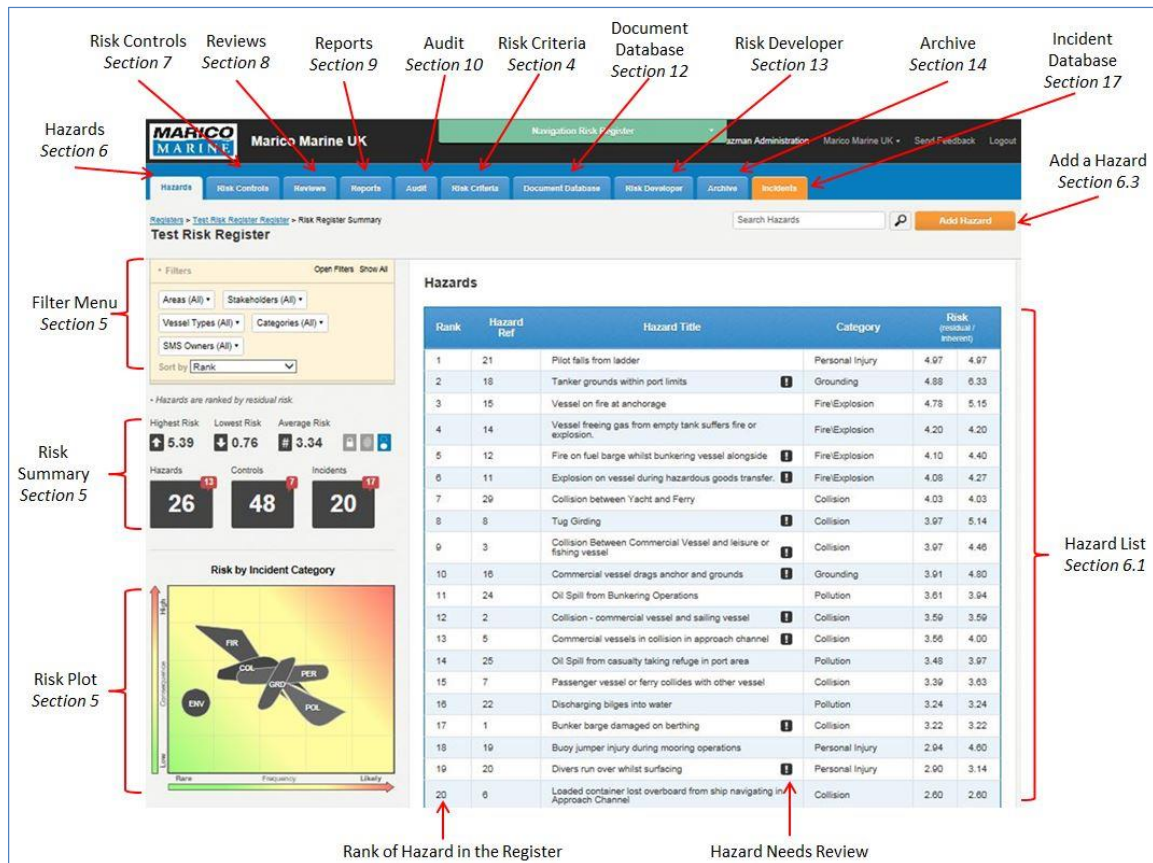 Risk Controls
Section 7
Reviews
Section 8
Reports
Section 9
Audit
Section 10
Risk Criteria
Section 4
Document
Database
Section 12
Risk Developer
Section 13
Archive
Section 14
Incident
Database
Section 17
Hazards
Section 6
MARICO
MARINE
Marico Marine UK
Navigation Risk Register
azman Administration Marico Marine UK Send Feedback Logout
Hazards Risk Controls Reviews Reports Audit Risk Criteria Document Database Risk Developer Archive Incidents
Add a Hazard
Section 6.3
Registers > Test Risk Register Register > Risk Register Summary
Test Risk Register
Search Hazards
Add Hazard
Filter Menu
Section 5
Filters Open Filters Show All
Areas (All) Stakeholders (All)
Vessel Types (All) Categories (All)
SMS Owners (All)
Sort by Rank
- Hazards are ranked by residual risk
Risk
Summary
Section 5
Highest Risk Lowest Risk Average Risk
5.39 0.76 # 3.34
Hazards Controls Incidents
13 7 17
26 48 20
Risk Plot
Section 5
Risk by Incident Category
High
Consequence
Low
FIR
COL
GRD
PER
ENV
POL
Rare Frequency Likely
Hazards
Rank Hazard Ref Hazard Title Category Risk (residual / Inherent)
1 21 Pilot falls from ladder Personal Injury 4.97 4.97
2 18 Tanker grounds within port limits ! Grounding 4.88 6.33
3 15 Vessel on fire at anchorage Fire\Explosion 4.78 5.15
4 14 Vessel freeing gas from empty tank suffers fire or
explosion. Fire\Explosion 4.20 4.20
5 12 Fire on fuel barge whilst bunkering vessel alongside ! Fire\Explosion 4.10 4.40
6 11 Explosion on vessel during hazardous goods transfer. ! Fire\Explosion 4.08 4.27
7 29 Collision between Yacht and Ferry Collision 4.03 4.03
8 8 Tug Girding ! Collision 3.97 5.14
9 3 Collision Between Commercial Vessel and leisure or
fishing vessel ! Collision 3.97 4.46
10 16 Commercial vessel drags anchor and grounds ! Grounding 3.91 4.80
11 24 Oil Spill from Bunkering Operations Pollution 3.61 3.94
12 2 Collision - commercial vessel and sailing vessel ! Collision 3.59 3.59
13 5 Commercial vessels in collision in approach channel ! Collision 3.56 4.00
14 25 Oil Spill from casualty taking refuge in port area Pollution 3.48 3.97
15 7 Passenger vessel or ferry collides with other vessel Collision 3.39 3.63
16 22 Discharging bilges into water Pollution 3.24 3.24
17 1 Bunker barge damaged on berthing ! Collision 3.22 3.22
18 19 Buoy jumper injury during mooring operations Personal Injury 2.94 4.60
19 20 Divers run over whilst surfacing ! Personal Injury 2.90 3.14
20 6 Loaded container lost overboard from ship navigating in
Approach Channel Collision 2.60 2.60
Hazard List
Section 6.1
Rank of Hazard in the Register
Hazard Needs Review